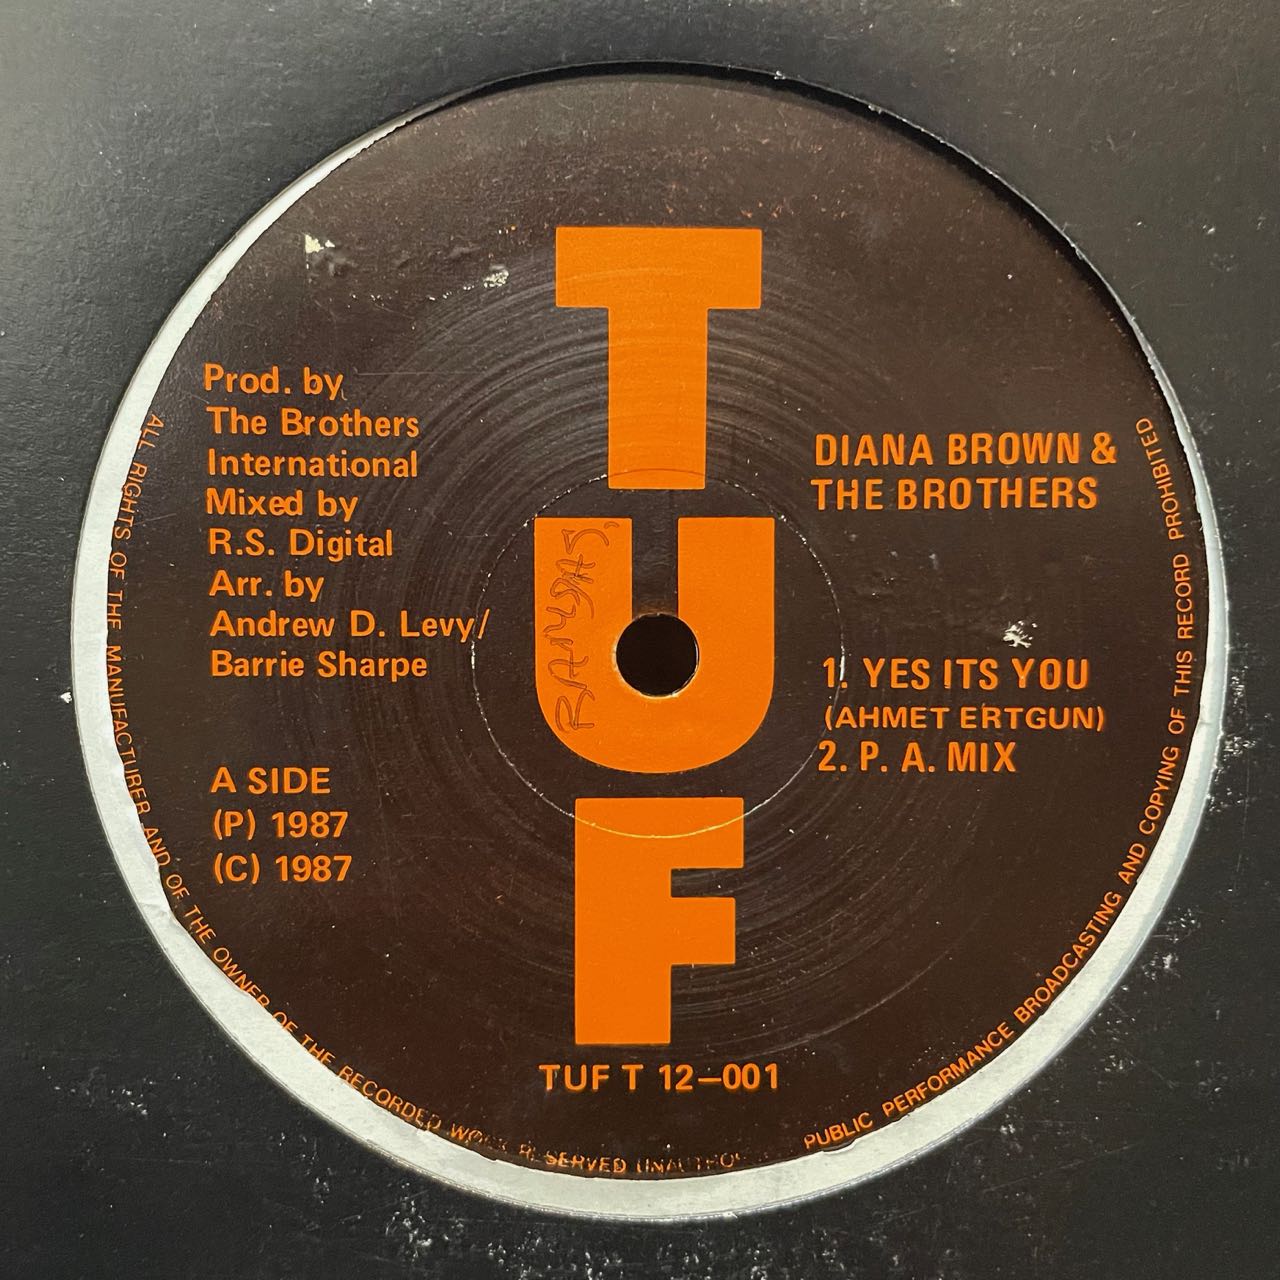 TUF
Prod. by
The Brothers
International
Mixed by
R.S. Digital
Arr. by
Andrew D. Levy/
Barrie Sharpe
A SIDE
(P) 1987
(C) 1987
DIANA BROWN &
THE BROTHERS
1. YES ITS YOU
(AHMET ERTGUN)
2. P. A. MIX
TUF T 12–001
ALL RIGHTS OF THE MANUFACTURER AND OF THE OWNER OF THE RECORDED WORK RESERVED PUBLIC PERFORMANCE BROADCASTING AND COPYING OF THIS RECORD PROHIBITED